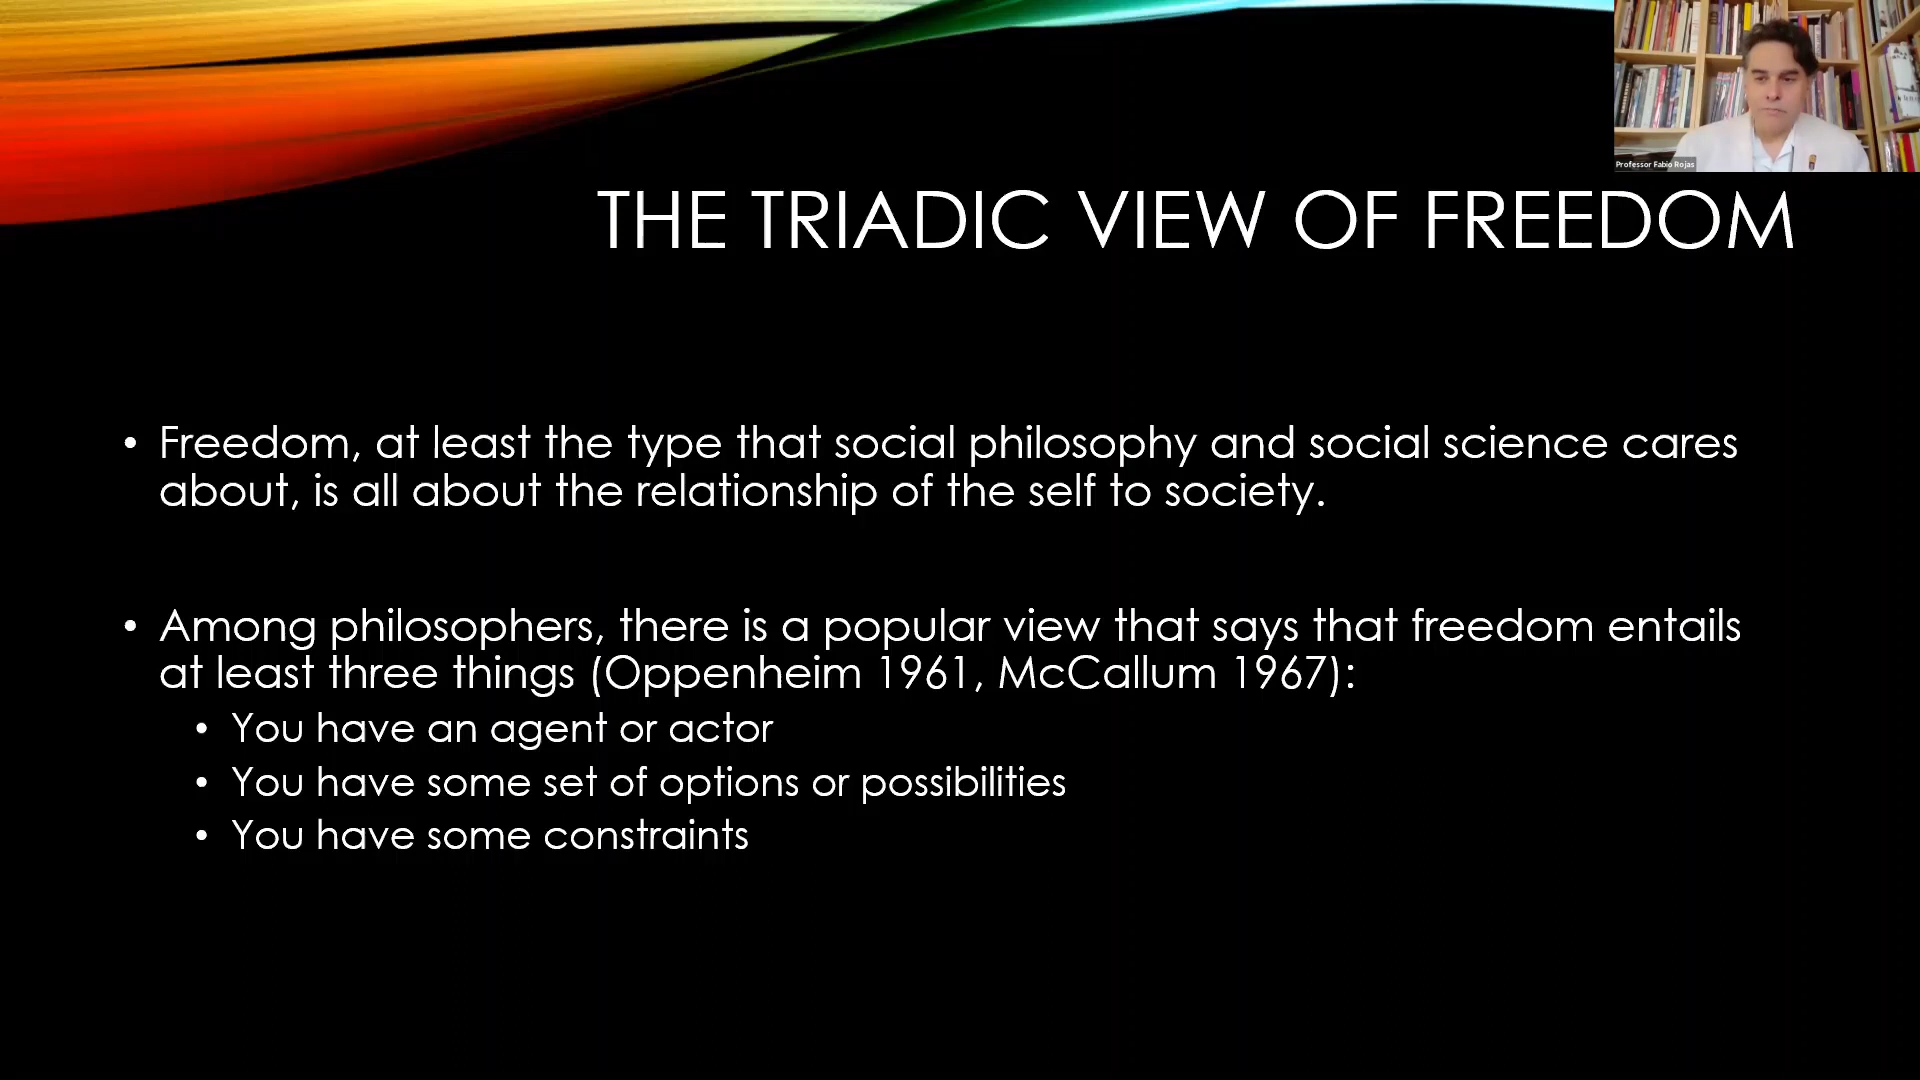 Professor Fabio Rojas
THE TRIADIC VIEW OF FREEDOM
• Freedom, at least the type that social philosophy and social science cares
about, is all about the relationship of the self to society.
• Among philosophers, there is a popular view that says that freedom entails
at least three things (Oppenheim 1961, McCallum 1967):
• You have an agent or actor
• You have some set of options or possibilities
• You have some constraints